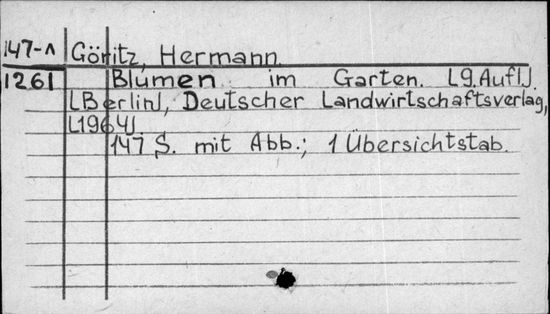 147-Λ Göritz, Hermann
1261 Blumen im Garten. [9.Aufl].
[Berlin], Deutscher Landwirtschaftsverlag,
[1964].
147 S. mit Abb.; 1 Übersichtstab.